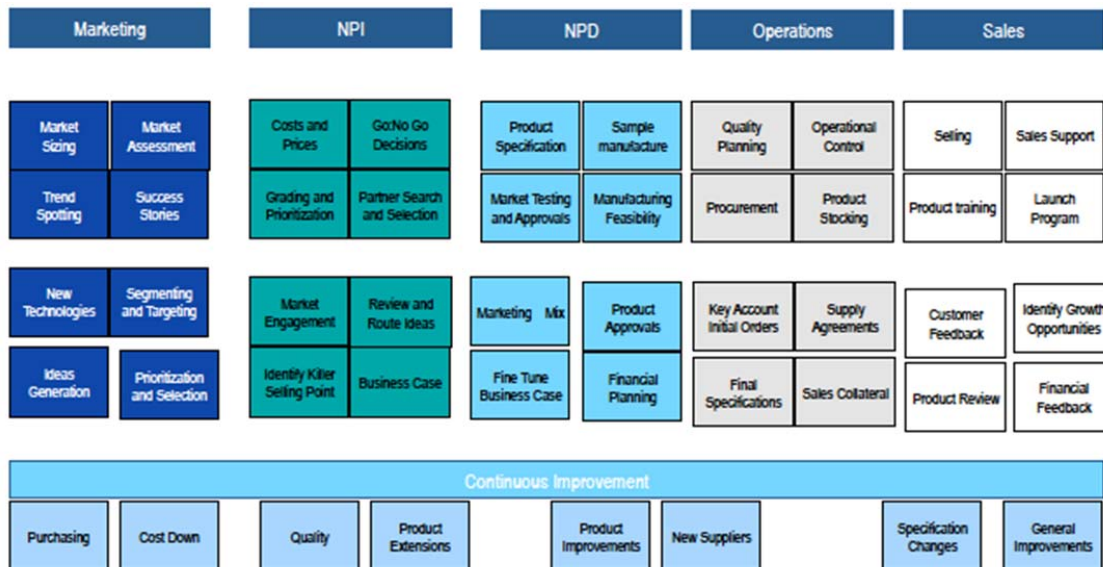 Marketing
NPI
NPD
Operations
Sales
Market
Sizing
Market
Assessment
Costs and
Prices
Go:No Go
Decisions
Product
Specification
Sample
manufacture
Quality
Planning
Operational
Control
Selling
Sales Support
Trend
Spotting
Success
Stories
Grading and
Prioritization
Partner Search
and Selection
Market Testing
and Approvals
Manufacturing
Feasibility
Procurement
Product
Stocking
Product training
Launch
Program
New
Technologies
Segmenting
and Targeting
Market
Engagement
Review and
Route Ideas
Marketing Mix
Product
Approvals
Key Account
Initial Orders
Supply
Agreements
Customer
Feedback
Identify Growth
Opportunities
Ideas
Generation
Prioritization
and Selection
Identify Killer
Selling Point
Business Case
Fine Tune
Business Case
Financial
Planning
Final
Specifications
Sales Collateral
Product Review
Financial
Feedback
Continuous Improvement
Purchasing
Cost Down
Quality
Product
Extensions
Product
Improvements
New Suppliers
Specification
Changes
General
Improvements